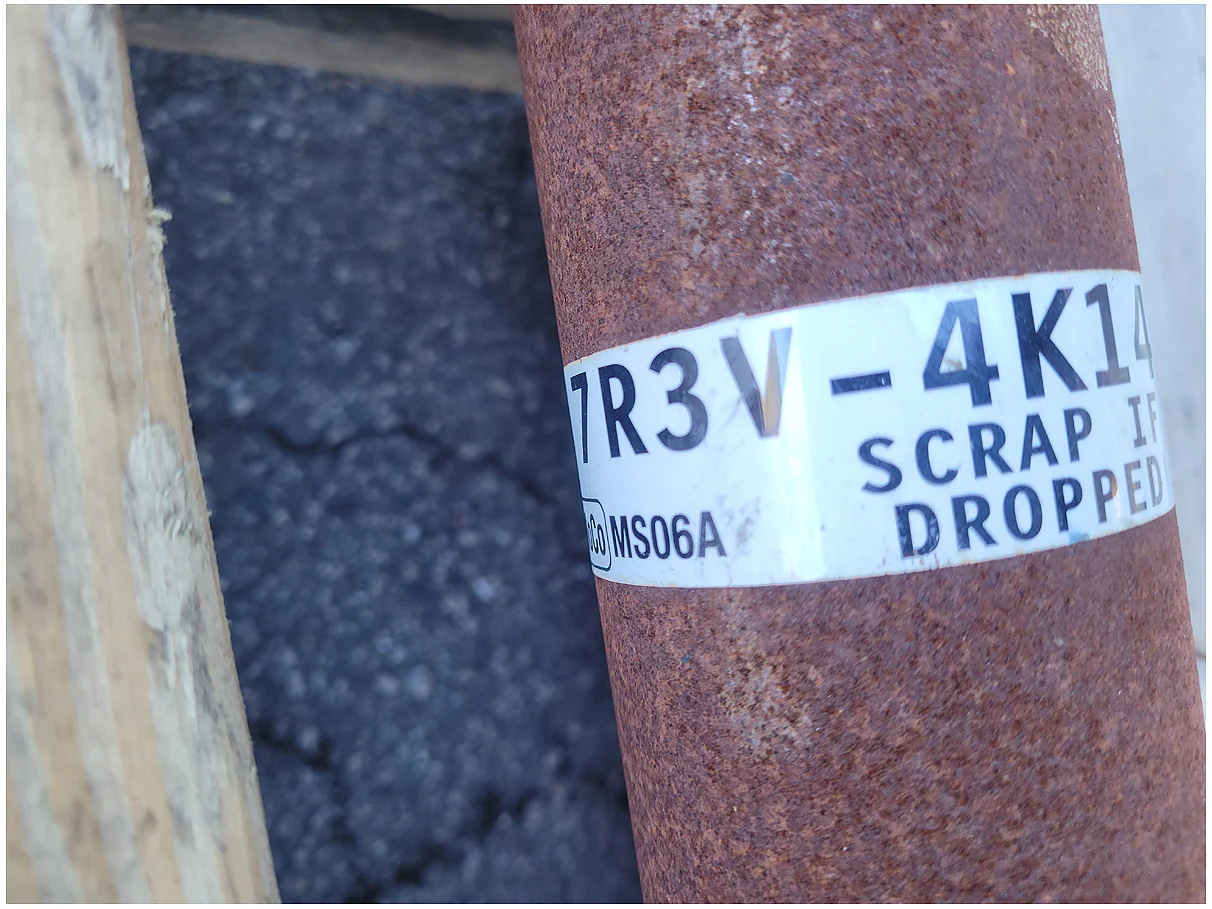 7R3V-4K14
SCRAP IF
DROPPED
MS06A